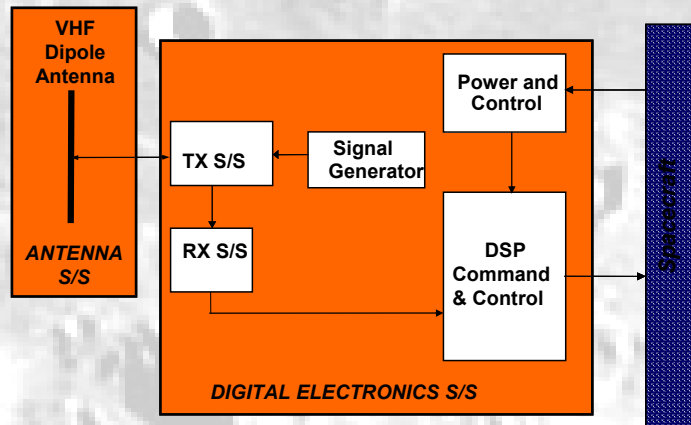 VHF
Dipole
Antenna
ANTENNA
S/S
TX S/S
Signal
Generator
RX S/S
Power and
Control
DSP
Command
& Control
DIGITAL ELECTRONICS S/S
Spacecraft